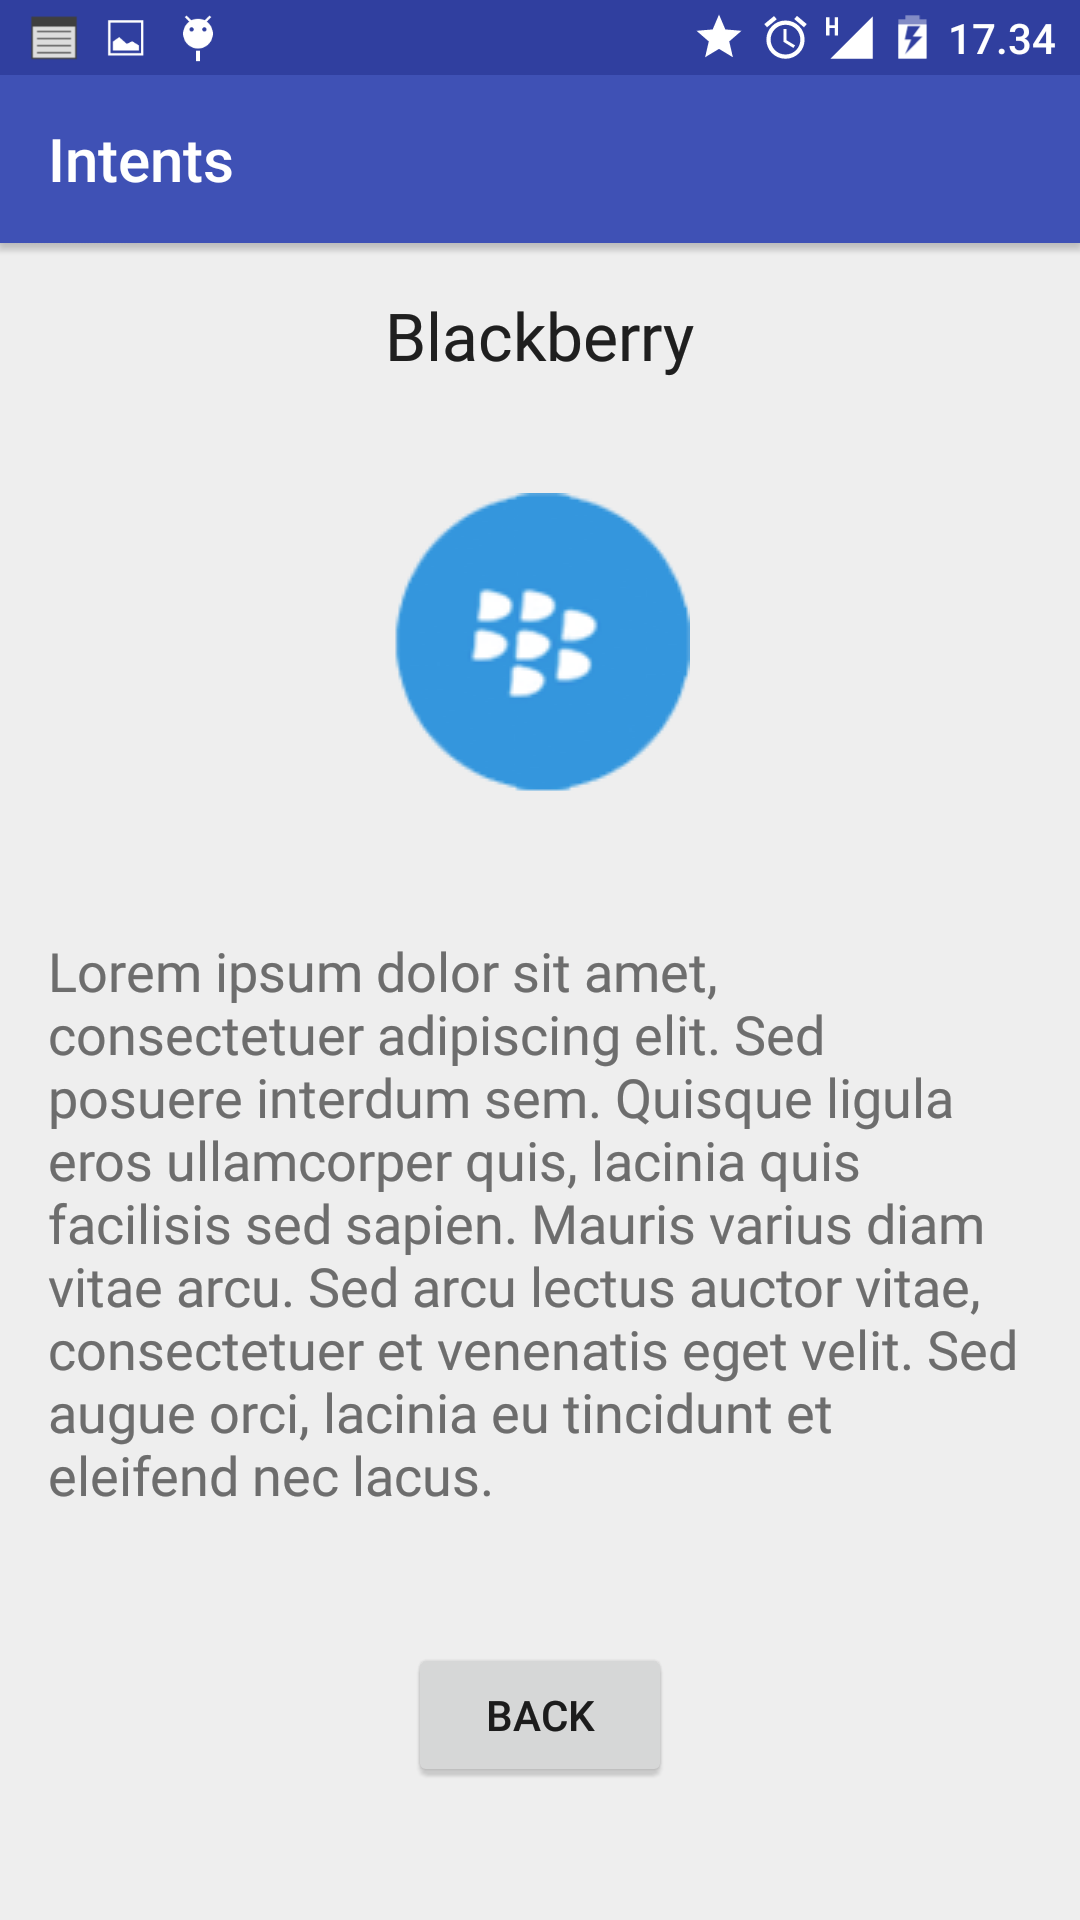 H 17.34
Intents
Blackberry
Lorem ipsum dolor sit amet,
consectetuer adipiscing elit. Sed
posuere interdum sem. Quisque ligula
eros ullamcorper quis, lacinia quis
facilisis sed sapien. Mauris varius diam
vitae arcu. Sed arcu lectus auctor vitae,
consectetuer et venenatis eget velit. Sed
augue orci, lacinia eu tincidunt et
eleifend nec lacus.
BACK